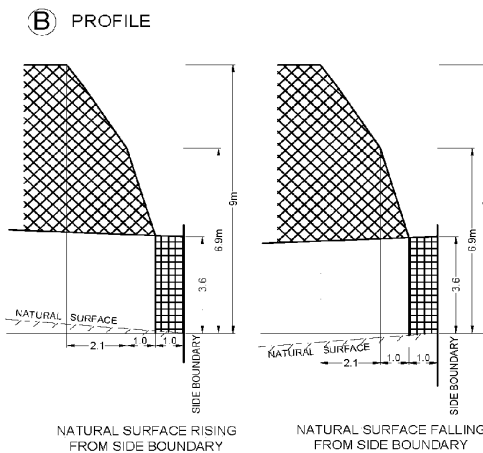 B PROFILE
9m
6.9m
3.6
NATURAL SURFACE
2.1 1.0 1.0
SIDE BOUNDARY
NATURAL SURFACE RISING
FROM SIDE BOUNDARY
6.9m
3.6
NATURAL SURFACE
2.1 1.0 1.0
SIDE BOUNDARY
NATURAL SURFACE FALLING
FROM SIDE BOUNDARY